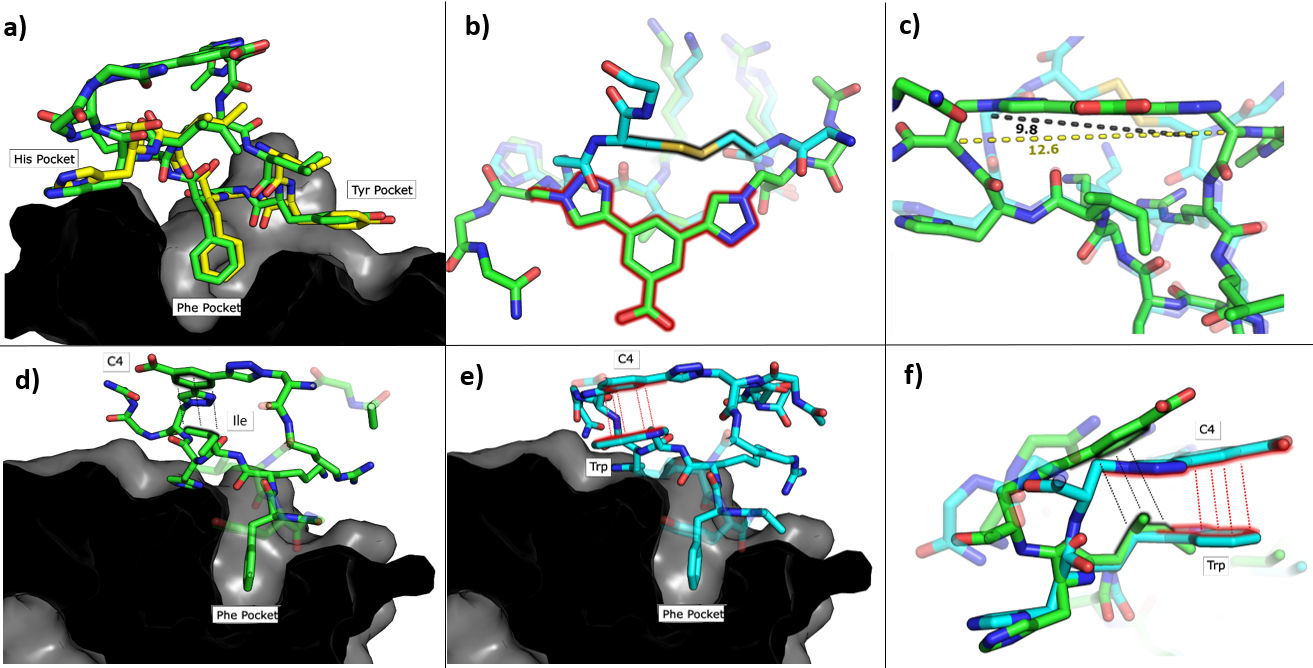 a)
His Pocket
Tyr Pocket
Phe Pocket
b)
c)
9.8
12.6
d)
C4
Ile
Phe Pocket
e)
C4
Trp
Phe Pocket
f)
C4
Trp